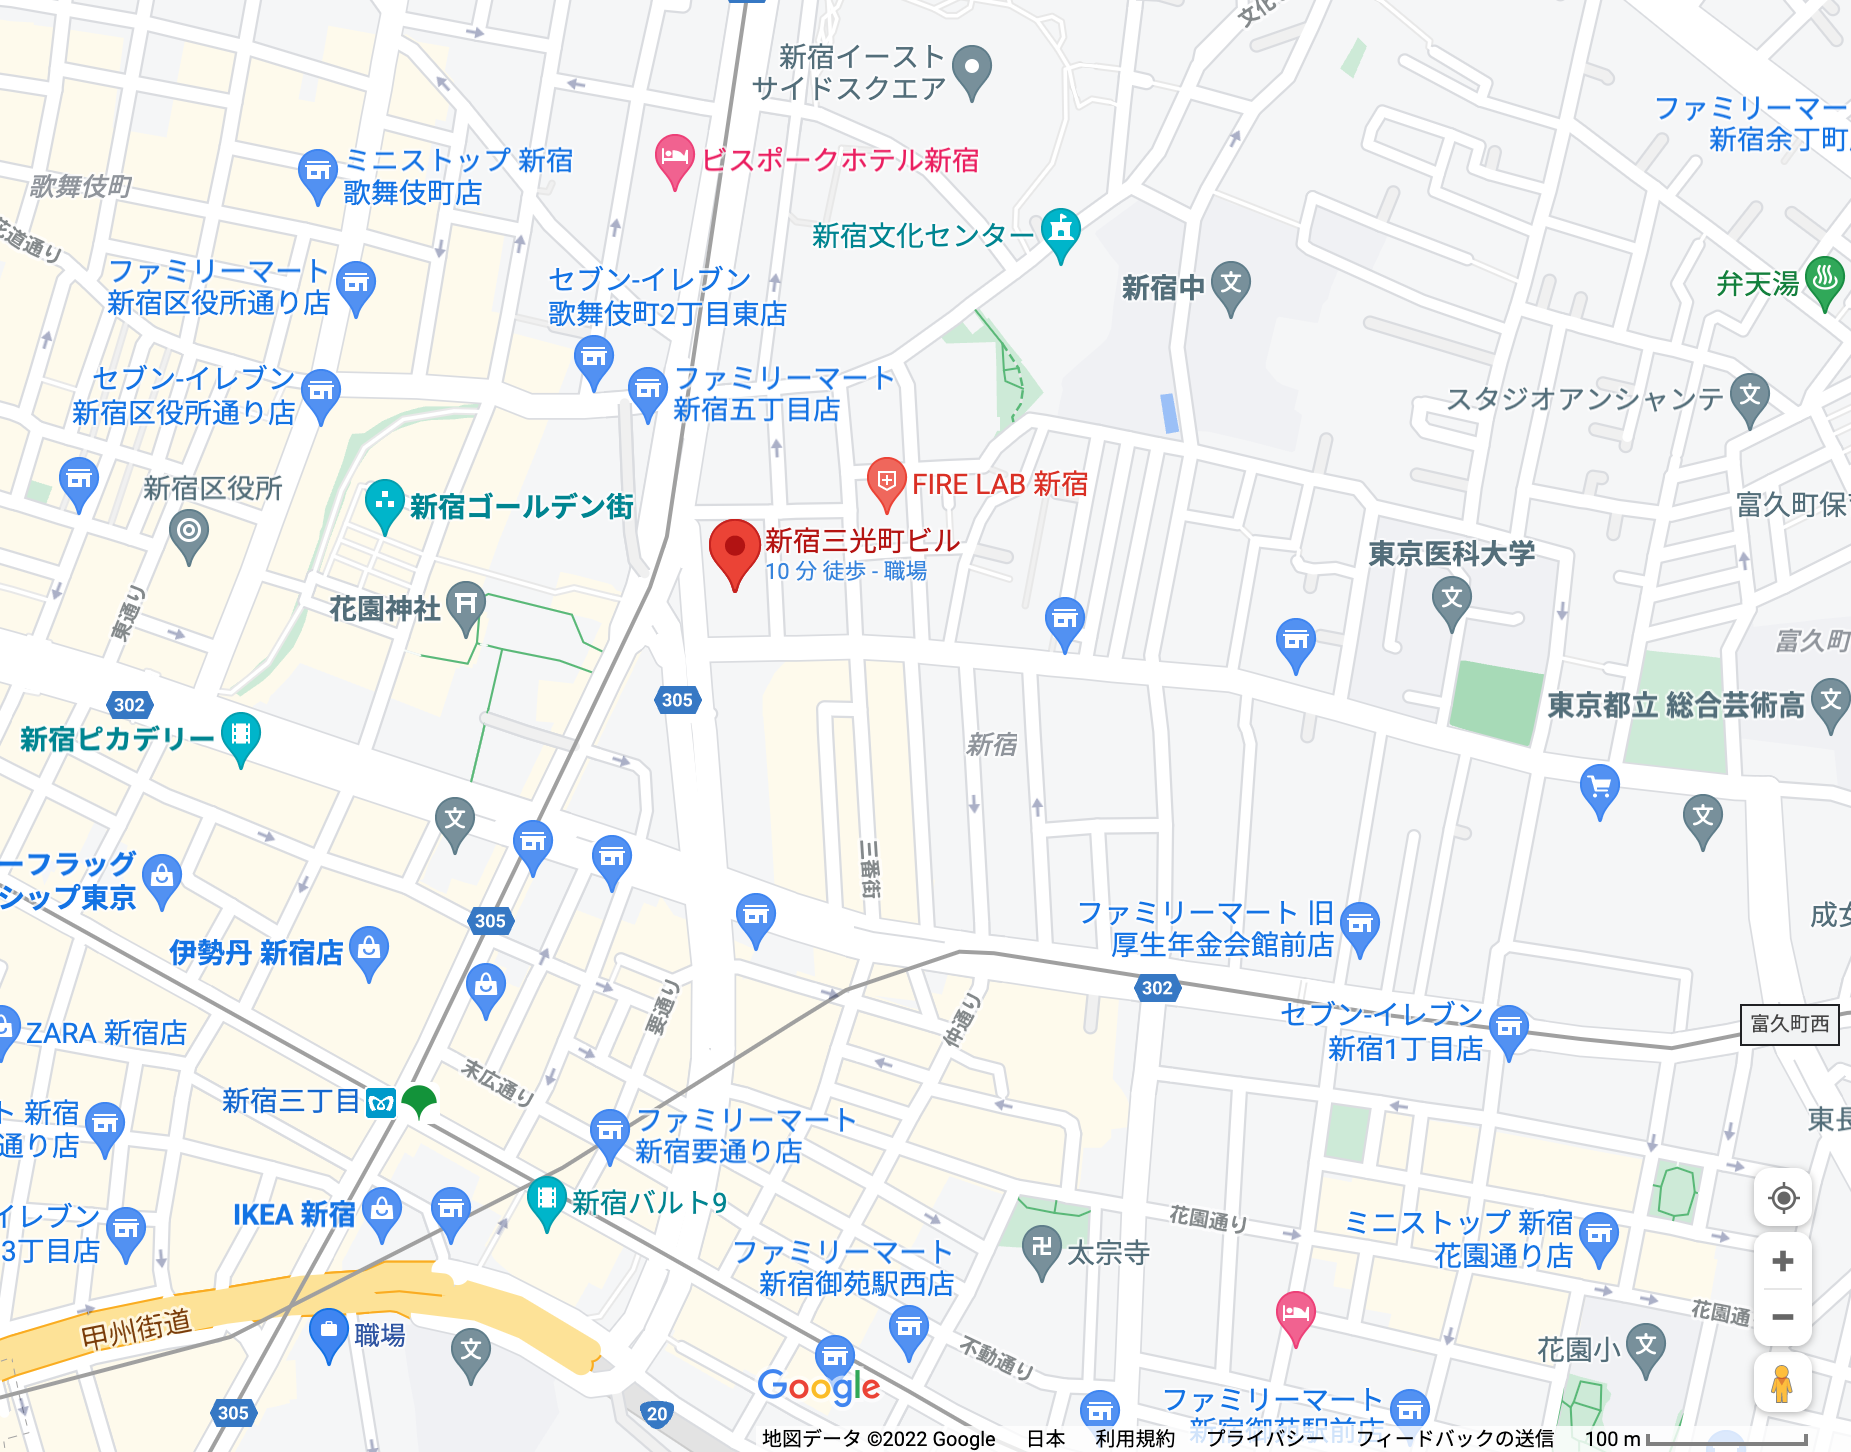 文化
新宿イースト
サイドスクエア
ファミリーマー
新宿余丁町
ミニストップ 新宿
歌舞伎町店
ビスポークホテル新宿
歌舞伎町
花道通り
新宿文化センター
ファミリーマート
新宿区役所通り店
セブン-イレブン
歌舞伎町2丁目東店
新宿中
弁天湯
セブン-イレブン
新宿区役所通り店
ファミリーマート
新宿五丁目店
スタジオアンシャンテ
新宿区役所
新宿ゴールデン街
FIRE LAB 新宿
富久町保
新宿三光町ビル
10 分 徒歩 - 職場
東京医科大学
花園神社
東通り
富久町
302
305
東京都立 総合芸術高
新宿ピカデリー
新宿
三番街
ーフラッグ
シップ東京
305
ファミリーマート 旧
厚生年金会館前店
成女
伊勢丹 新宿店
302
要通り
仲通り
セブン-イレブン
新宿1丁目店
富久町西
ZARA 新宿店
末広通り
新宿三丁目
ト 新宿
通り店
ファミリーマート
新宿要通り店
東長
IKEA 新宿
新宿バルト9
イレブン
3丁目店
花園通り
ミニストップ 新宿
花園通り店
ファミリーマート
新宿御苑駅西店
太宗寺
甲州街道
職場
花園通
不動通り
花園小
305
20
Google
ファミリーマート
新宿御苑駅前店
地図データ ©2022 Google
日本
利用規約
プライバシー
フィードバックの送信
100 m